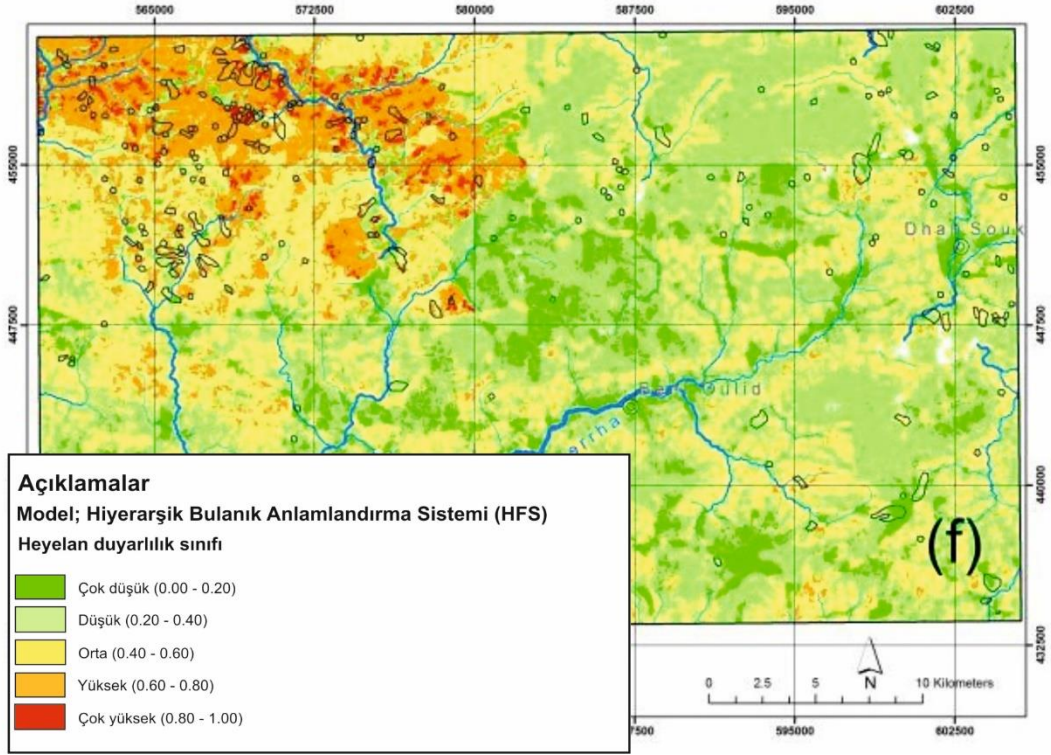 565000 572500 580000 587500 595000 602500
455000 455000
Dhar Souk
447500 447500
Beni Oulid
440000
(f)
Açıklamalar
Model; Hiyerarşik Bulanık Anlamlandırma Sistemi (HFS)
Heyelan duyarlılık sınıfı
Çok düşük (0.00 - 0.20)
Düşük (0.20 - 0.40)
Orta (0.40 - 0.60)
Yüksek (0.60 - 0.80)
Çok yüksek (0.80 - 1.00)
432500
N
0 2.5 5 10 Kilometers
595000 602500